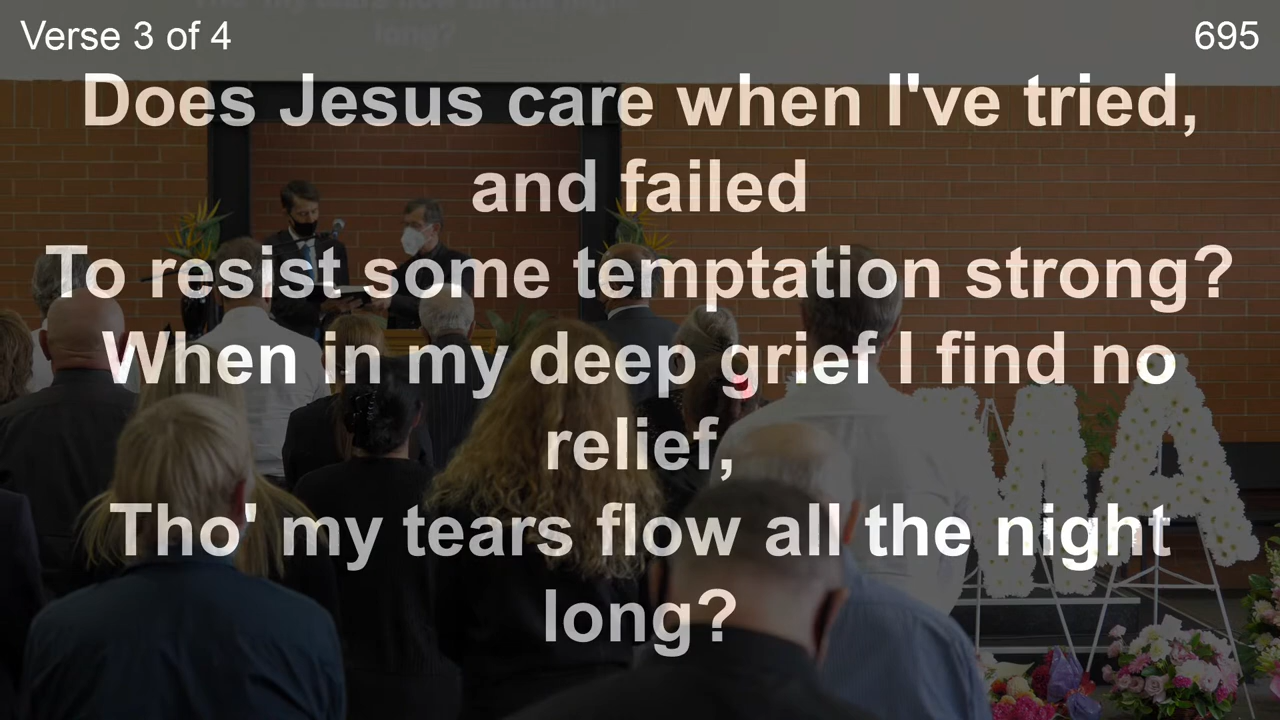 Verse 3 of 4
695
Does Jesus care when I've tried,
and failed
To resist some temptation strong?
When in my deep grief I find no
relief,
Tho' my tears flow all the night
long?